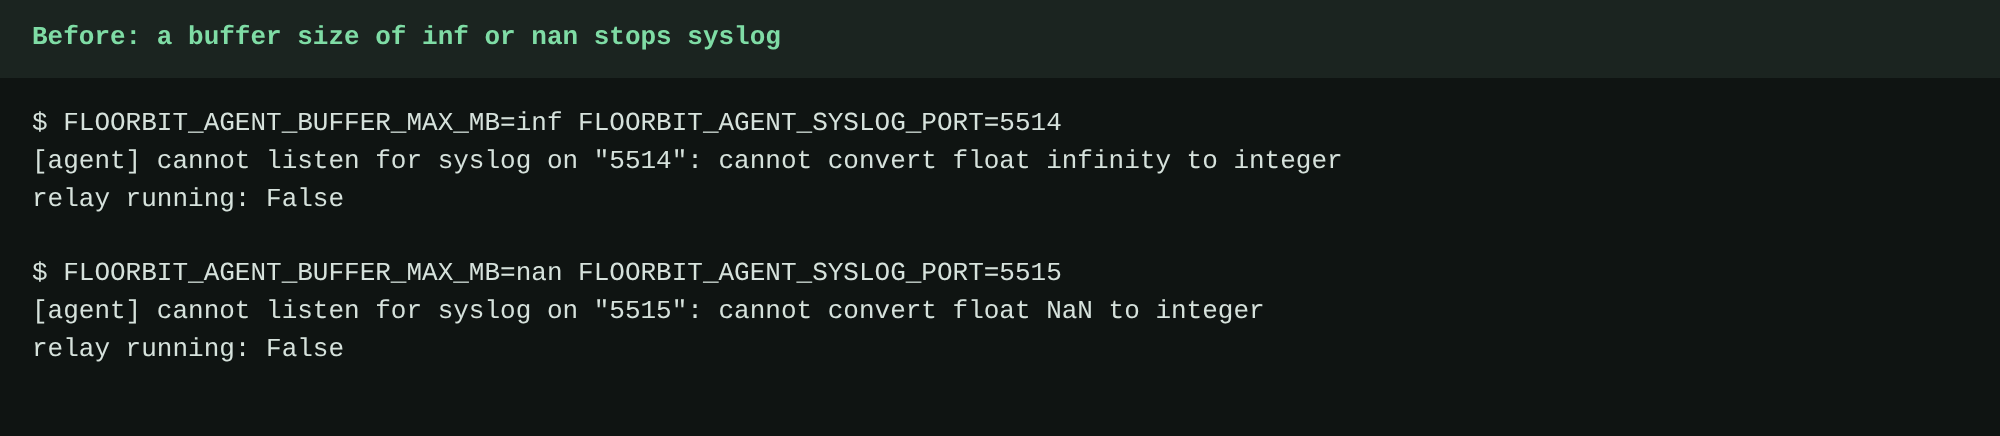 Before: a buffer size of inf or nan stops syslog
$ FLOORBIT_AGENT_BUFFER_MAX_MB=inf FLOORBIT_AGENT_SYSLOG_PORT=5514
[agent] cannot listen for syslog on "5514": cannot convert float infinity to integer
relay running: False
$ FLOORBIT_AGENT_BUFFER_MAX_MB=nan FLOORBIT_AGENT_SYSLOG_PORT=5515
[agent] cannot listen for syslog on "5515": cannot convert float NaN to integer
relay running: False